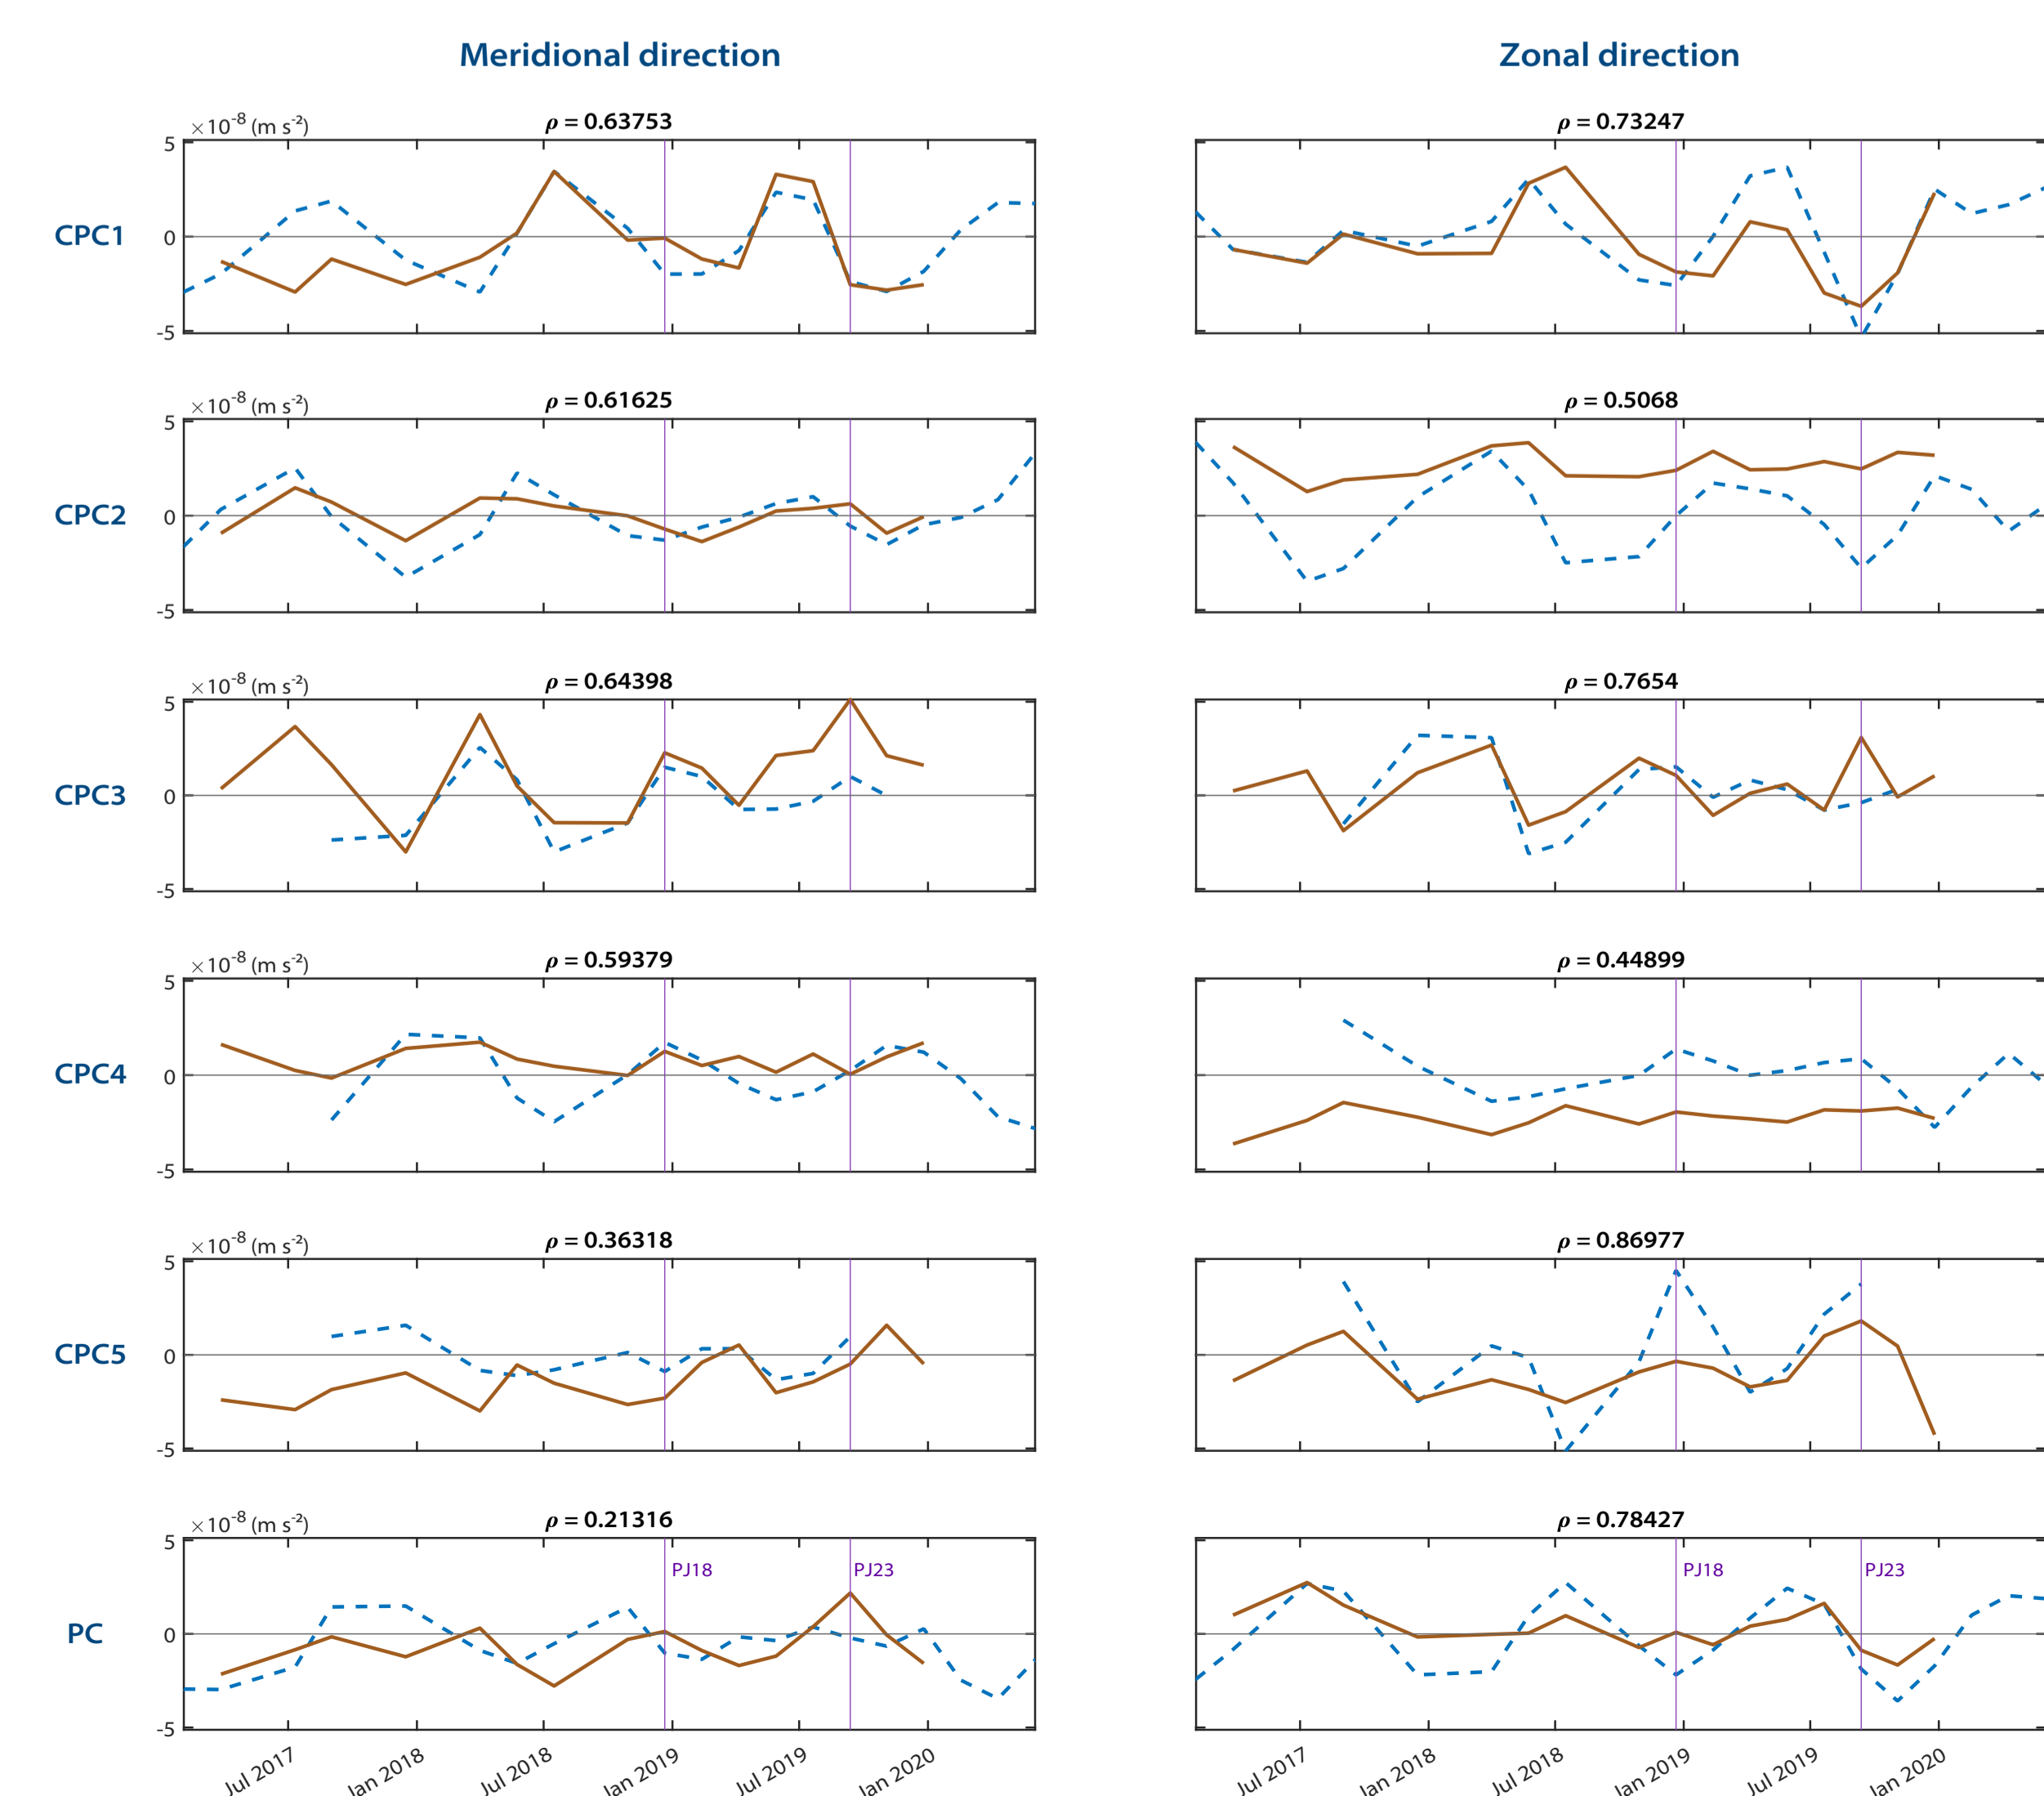 Meridional direction
Zonal direction
×10⁻⁸ (m s⁻²)
ρ = 0.63753
ρ = 0.73247
5
CPC1
0
-5
×10⁻⁸ (m s⁻²)
ρ = 0.61625
ρ = 0.5068
5
CPC2
0
-5
×10⁻⁸ (m s⁻²)
ρ = 0.64398
ρ = 0.7654
5
CPC3
0
-5
×10⁻⁸ (m s⁻²)
ρ = 0.59379
ρ = 0.44899
5
CPC4
0
-5
×10⁻⁸ (m s⁻²)
ρ = 0.36318
ρ = 0.86977
5
CPC5
0
-5
×10⁻⁸ (m s⁻²)
ρ = 0.21316
ρ = 0.78427
5
PJ18 PJ23 PJ18 PJ23
PC
0
-5
Jul 2017 Jan 2018 Jul 2018 Jan 2019 Jul 2019 Jan 2020 Jul 2017 Jan 2018 Jul 2018 Jan 2019 Jul 2019 Jan 2020